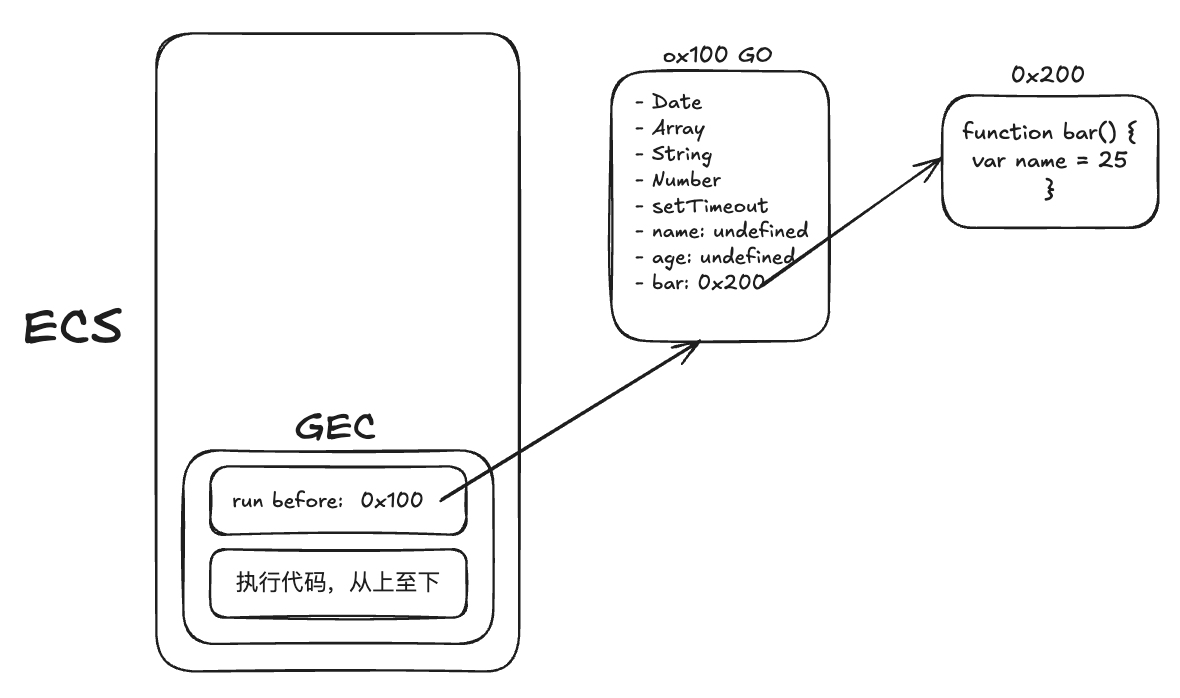 ECS
GEC
run before: 0x100
执行代码，从上至下
0x100 GO
- Date
- Array
- String
- Number
- setTimeout
- name: undefined
- age: undefined
- bar: 0x200
0x200
function bar() {
var name = 25
}